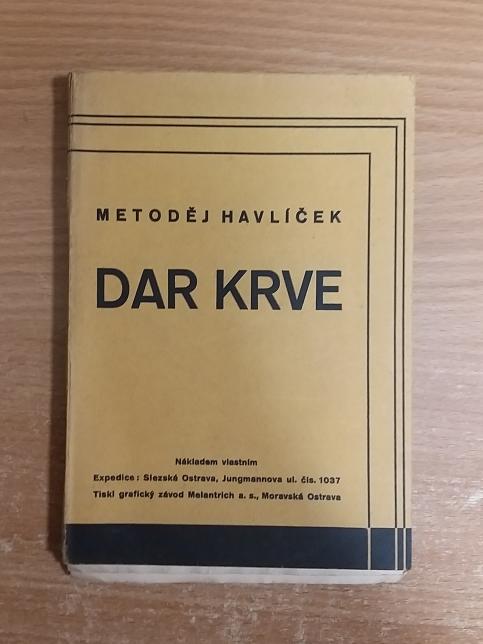 METODĚJ HAVLÍČEK
DAR KRVE
Nákladem vlastním
Expedice: Slezská Ostrava, Jungmannova ul. čís. 1037
Tiskl grafický závod Melantrich a. s., Moravská Ostrava